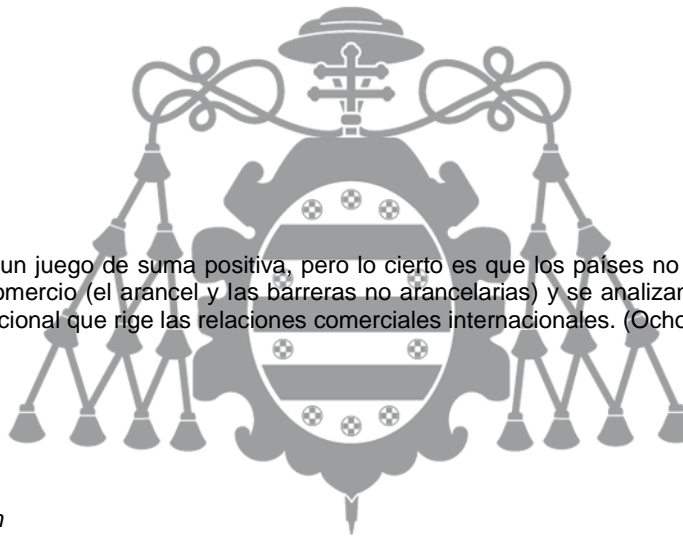 un juego de suma positiva, pero lo cierto es que los países no
omercio (el arancel y las barreras no arancelarias) y se analizan
cional que rige las relaciones comerciales internacionales. (Ocho
n